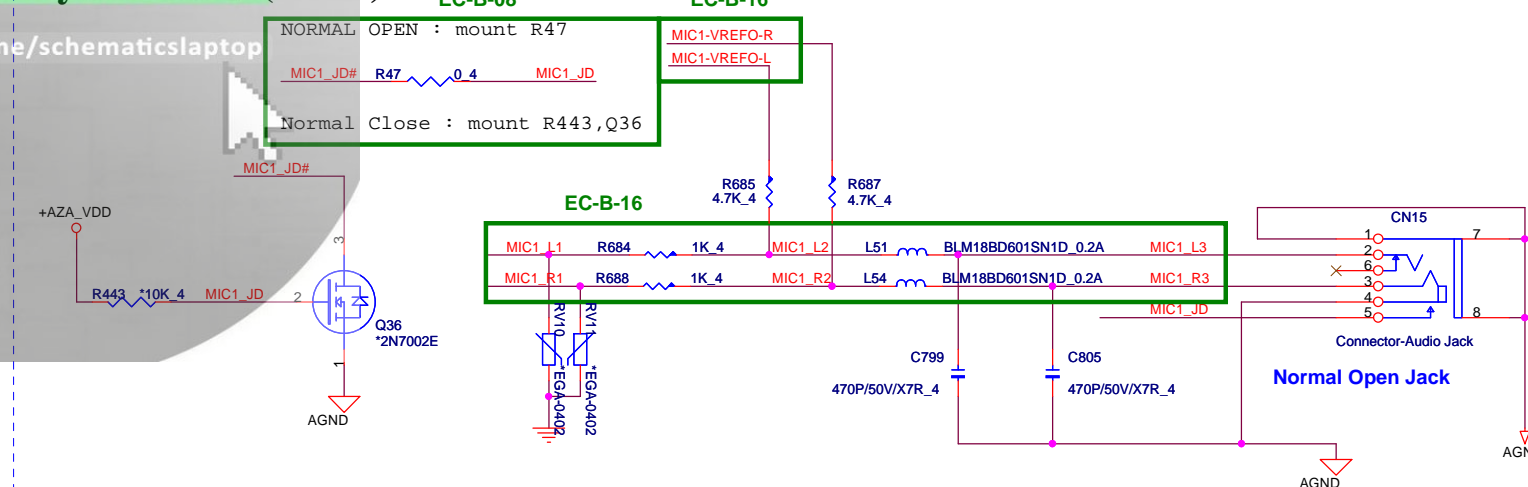 EC-B-08
EC-B-16
NORMAL OPEN : mount R47
MIC1_JD# R47 0_4 MIC1_JD
Normal Close : mount R443,Q36
MIC1-VREFO-R
MIC1-VREFO-L
ne/schematicslaptop
MIC1_JD#
+AZA_VDD
R443 *10K_4 MIC1_JD 2
3
1
Q36
*2N7002E
AGND
R685
4.7K_4
R687
4.7K_4
EC-B-16
MIC1_L1 R684 1K_4 MIC1_L2 L51 BLM18BD601SN1D_0.2A MIC1_L3
MIC1_R1 R688 1K_4 MIC1_R2 L54 BLM18BD601SN1D_0.2A MIC1_R3
MIC1_JD
RV10
*EGA-0402
RV11
*EGA-0402
C799
470P/50V/X7R_4
C805
470P/50V/X7R_4
CN15
1
2
6
3
4
5
7
8
Connector-Audio Jack
Normal Open Jack
AGND
AGN